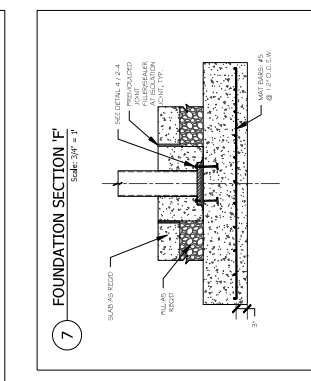 7
FOUNDATION SECTION 'F'
Scale: 3/4" = 1'
SLAB AS REQ'D
FILL AS
REQ'D
3"
SEE DETAIL 4 / 2-4
PREMOULDED
JOINT
FILLER/SEALER,
AT ISOLATION
JOINT, TYP.
MAT BARS: #5
@ 12" O.C.E.W.